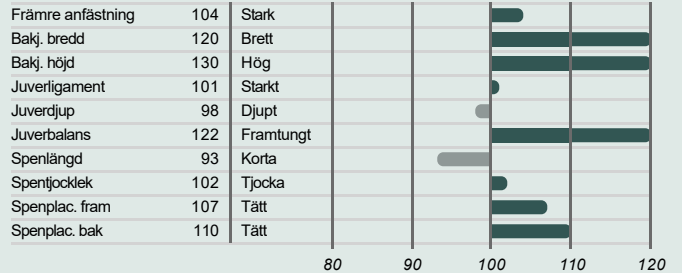 Främre anfästning 104 Stark
Bakj. bredd 120 Brett
Bakj. höjd 130 Hög
Juverligament 101 Starkt
Juverdjup 98 Djupt
Juverbalans 122 Framtungt
Spenlängd 93 Korta
Spentjocklek 102 Tjocka
Spenplac. fram 107 Tätt
Spenplac. bak 110 Tätt
80 90 100 110 120